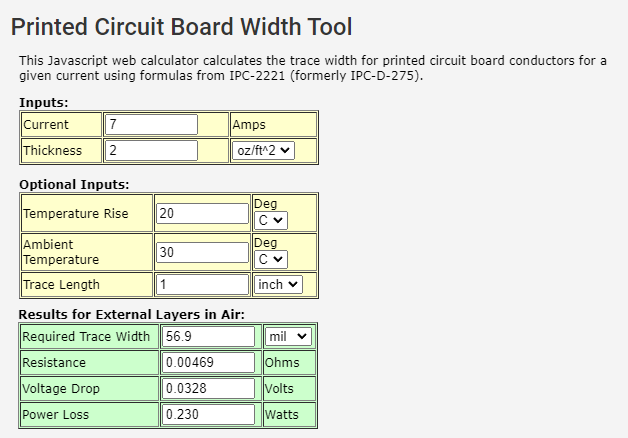 Printed Circuit Board Width Tool
This Javascript web calculator calculates the trace width for printed circuit board conductors for a
given current using formulas from IPC-2221 (formerly IPC-D-275).
Inputs:
Current 7 Amps
Thickness 2 oz/ft^2
Optional Inputs:
Temperature Rise 20 Deg C
Ambient Temperature 30 Deg C
Trace Length 1 inch
Results for External Layers in Air:
Required Trace Width 56.9 mil
Resistance 0.00469 Ohms
Voltage Drop 0.0328 Volts
Power Loss 0.230 Watts